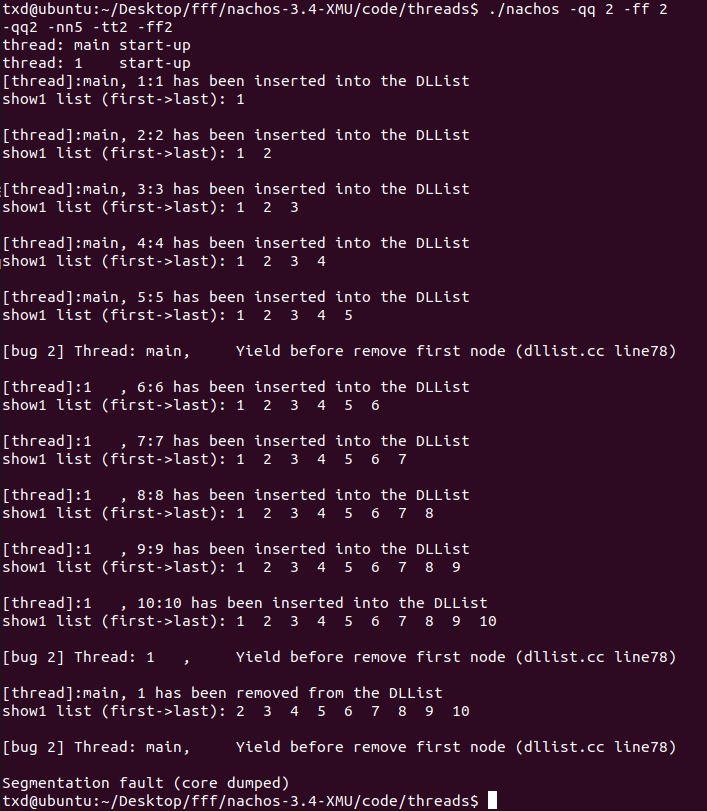 txd@ubuntu:~/Desktop/fff/nachos-3.4-XMU/code/threads$ ./nachos -qq 2 -ff 2
-qq2 -nn5 -tt2 -ff2
thread: main start-up
thread: 1    start-up
[thread]:main, 1:1 has been inserted into the DLList
show1 list (first->last): 1
[thread]:main, 2:2 has been inserted into the DLList
show1 list (first->last): 1  2
[thread]:main, 3:3 has been inserted into the DLList
show1 list (first->last): 1  2  3
[thread]:main, 4:4 has been inserted into the DLList
show1 list (first->last): 1  2  3  4
[thread]:main, 5:5 has been inserted into the DLList
show1 list (first->last): 1  2  3  4  5
[bug 2] Thread: main,     Yield before remove first node (dllist.cc line78)
[thread]:1   , 6:6 has been inserted into the DLList
show1 list (first->last): 1  2  3  4  5  6
[thread]:1   , 7:7 has been inserted into the DLList
show1 list (first->last): 1  2  3  4  5  6  7
[thread]:1   , 8:8 has been inserted into the DLList
show1 list (first->last): 1  2  3  4  5  6  7  8
[thread]:1   , 9:9 has been inserted into the DLList
show1 list (first->last): 1  2  3  4  5  6  7  8  9
[thread]:1   , 10:10 has been inserted into the DLList
show1 list (first->last): 1  2  3  4  5  6  7  8  9  10
[bug 2] Thread: 1   ,     Yield before remove first node (dllist.cc line78)
[thread]:main, 1 has been removed from the DLList
show1 list (first->last): 2  3  4  5  6  7  8  9  10
[bug 2] Thread: main,     Yield before remove first node (dllist.cc line78)
Segmentation fault (core dumped)
txd@ubuntu:~/Desktop/fff/nachos-3.4-XMU/code/threads$